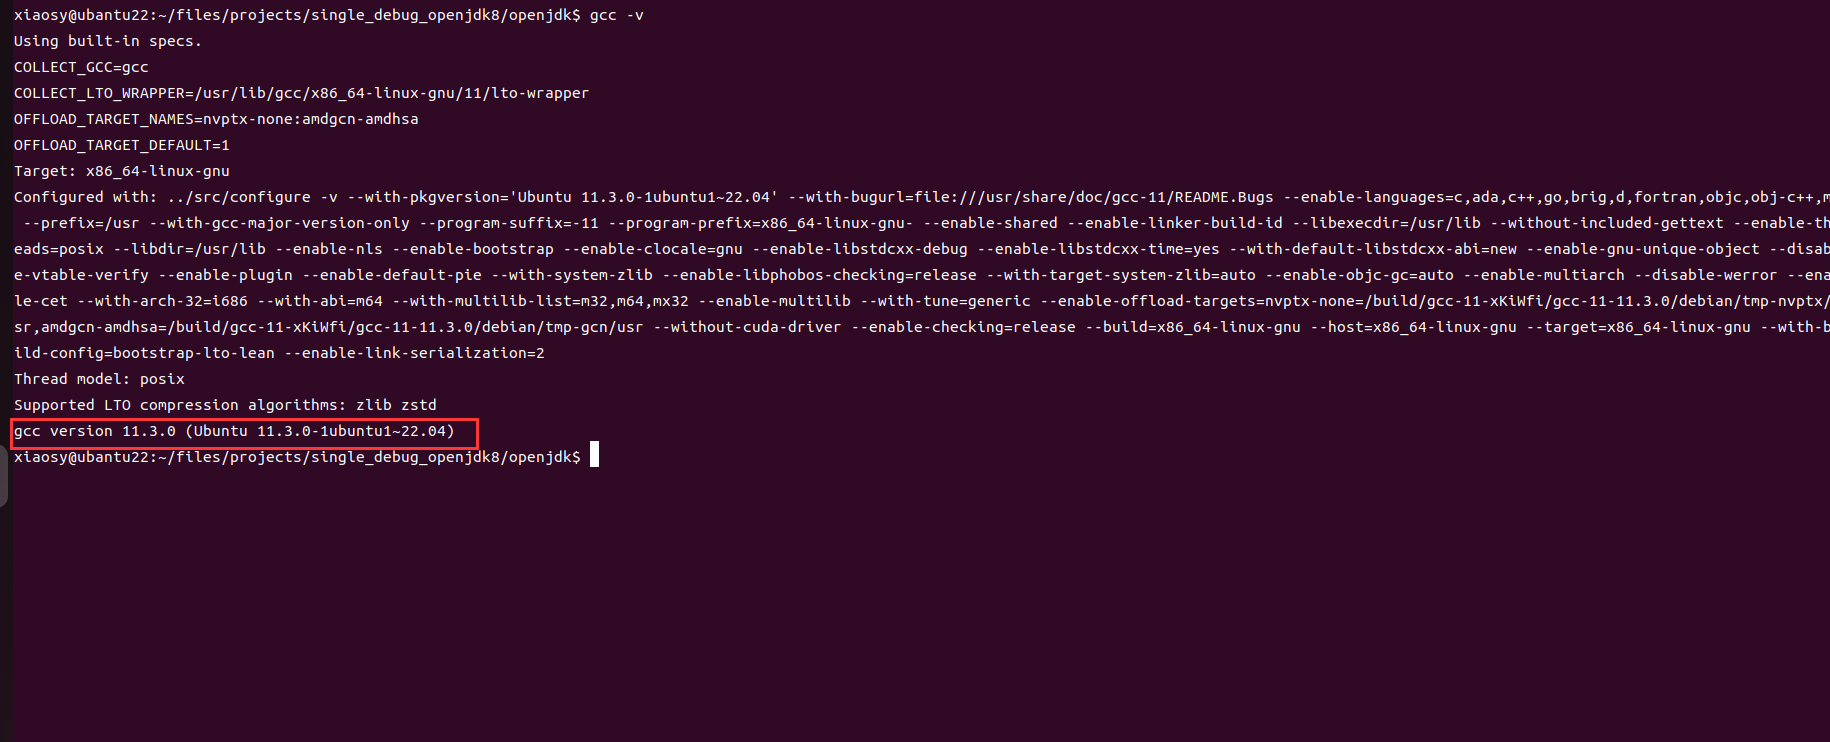 xiaosy@ubantu22:~/files/projects/single_debug_openjdk8/openjdk$ gcc -v
Using built-in specs.
COLLECT_GCC=gcc
COLLECT_LTO_WRAPPER=/usr/lib/gcc/x86_64-linux-gnu/11/lto-wrapper
OFFLOAD_TARGET_NAMES=nvptx-none:amdgcn-amdhsa
OFFLOAD_TARGET_DEFAULT=1
Target: x86_64-linux-gnu
Configured with: ../src/configure -v --with-pkgversion='Ubuntu 11.3.0-1ubuntu1~22.04' --with-bugurl=file:///usr/share/doc/gcc-11/README.Bugs --enable-languages=c,ada,c++,go,brig,d,fortran,objc,obj-c++,m
--prefix=/usr --with-gcc-major-version-only --program-suffix=-11 --program-prefix=x86_64-linux-gnu- --enable-shared --enable-linker-build-id --libexecdir=/usr/lib --without-included-gettext --enable-th
eads=posix --libdir=/usr/lib --enable-nls --enable-bootstrap --enable-clocale=gnu --enable-libstdcxx-debug --enable-libstdcxx-time=yes --with-default-libstdcxx-abi=new --enable-gnu-unique-object --disab
e-vtable-verify --enable-plugin --enable-default-pie --with-system-zlib --enable-libphobos-checking=release --with-target-system-zlib=auto --enable-objc-gc=auto --enable-multiarch --disable-werror --ena
le-cet --with-arch-32=i686 --with-abi=m64 --with-multilib-list=m32,m64,mx32 --enable-multilib --with-tune=generic --enable-offload-targets=nvptx-none=/build/gcc-11-xKiWfi/gcc-11-11.3.0/debian/tmp-nvptx/
sr,amdgcn-amdhsa=/build/gcc-11-xKiWfi/gcc-11-11.3.0/debian/tmp-gcn/usr --without-cuda-driver --enable-checking=release --build=x86_64-linux-gnu --host=x86_64-linux-gnu --target=x86_64-linux-gnu --with-b
ild-config=bootstrap-lto-lean --enable-link-serialization=2
Thread model: posix
Supported LTO compression algorithms: zlib zstd
gcc version 11.3.0 (Ubuntu 11.3.0-1ubuntu1~22.04)
xiaosy@ubantu22:~/files/projects/single_debug_openjdk8/openjdk$